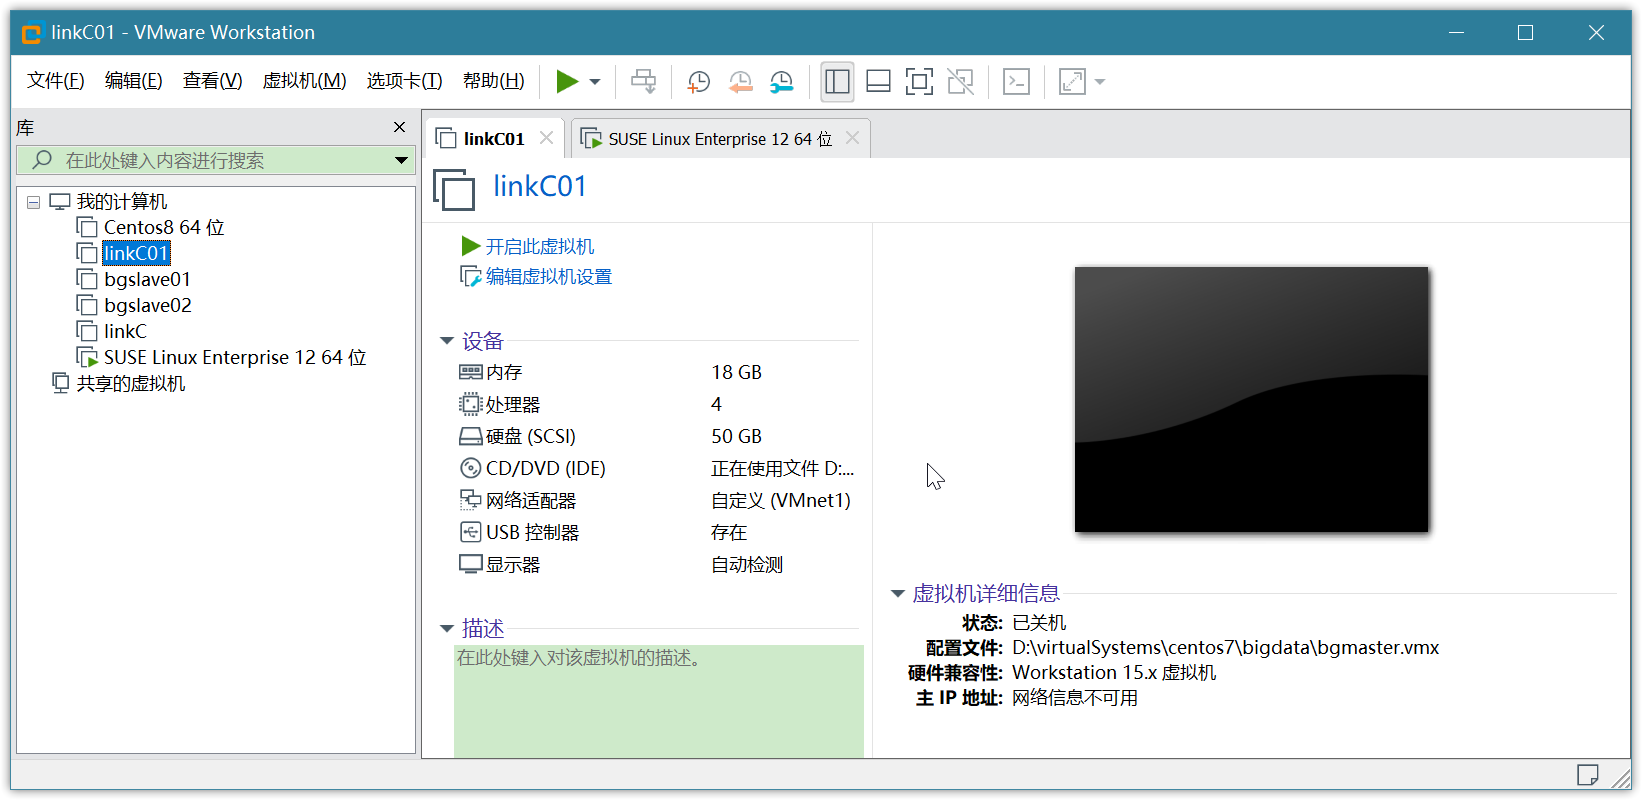 linkC01 - VMware Workstation
文件(F) 编辑(E) 查看(V) 虚拟机(M) 选项卡(T) 帮助(H)
库
在此处键入内容进行搜索
我的计算机
Centos8 64 位
linkC01
bgslave01
bgslave02
linkC
SUSE Linux Enterprise 12 64 位
共享的虚拟机
linkC01
SUSE Linux Enterprise 12 64 位
linkC01
开启此虚拟机
编辑虚拟机设置
设备
内存 18 GB
处理器 4
硬盘 (SCSI) 50 GB
CD/DVD (IDE) 正在使用文件 D:...
网络适配器 自定义 (VMnet1)
USB 控制器 存在
显示器 自动检测
描述
在此处键入对该虚拟机的描述。
虚拟机详细信息
状态: 已关机
配置文件: D:\virtualSystems\centos7\bigdata\bgmaster.vmx
硬件兼容性: Workstation 15.x 虚拟机
主 IP 地址: 网络信息不可用